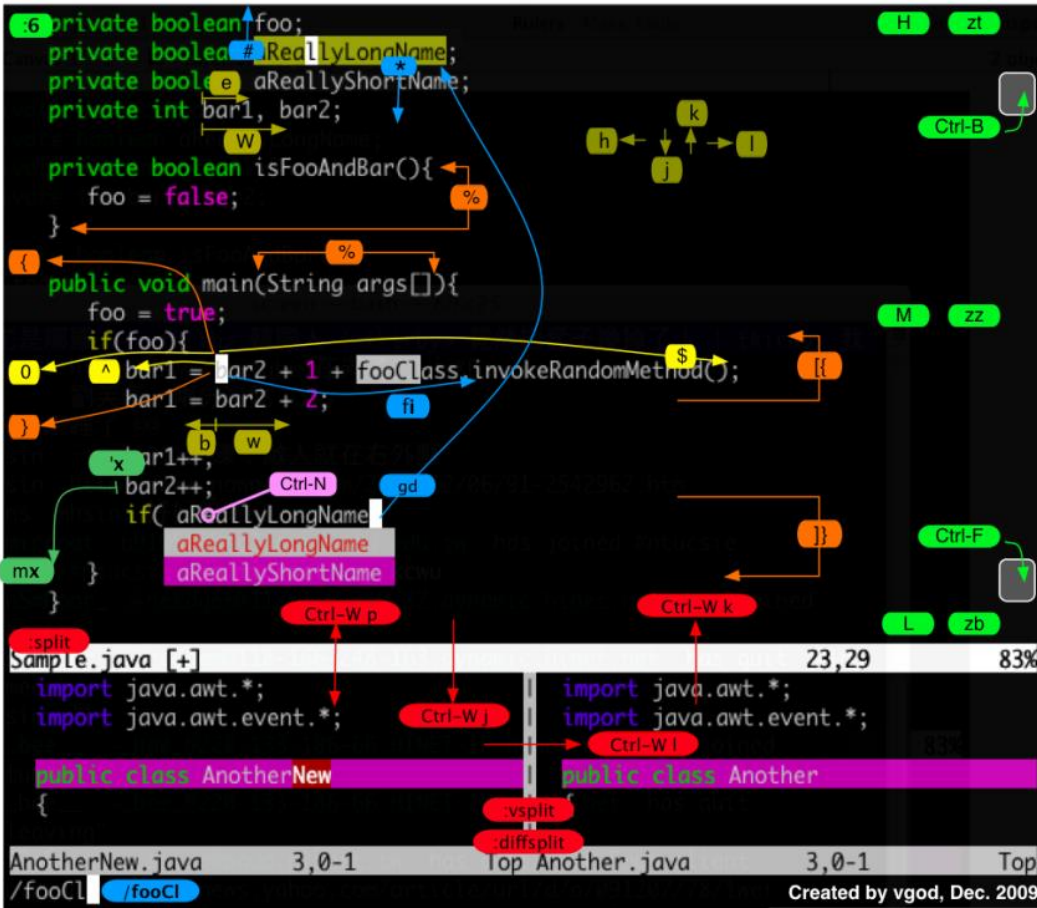 :6 private boolean foo; H zt
private boolea # aReallyLongName;
*
private boole e aReallyShortName;
private int bar1, bar2; k Ctrl-B
W h l
j
private boolean isFooAndBar(){
foo = false; %
}
{ %
public void main(String args[]){
foo = true; M zz
if(foo){
0 ^ bar1 = bar2 + 1 + fooClass.invokeRandomMethod(); $ [{
bar1 = bar2 + 2; fi
}
b w
'x bar1++;
bar2++; Ctrl-N gd
if( aReallyLongName
]} Ctrl-F
aReallyLongName
mx } aReallyShortName
}
Ctrl-W p Ctrl-W k
L zb
:split
Sample.java [+] 23,29 83%
import java.awt.*; import java.awt.*;
import java.awt.event.*; Ctrl-W j import java.awt.event.*;
Ctrl-W l
public class AnotherNew public class Another
{ :vsplit {
:diffsplit
AnotherNew.java 3,0-1 Top Another.java 3,0-1 Top
/fooCl /fooCl Created by vgod, Dec. 2009